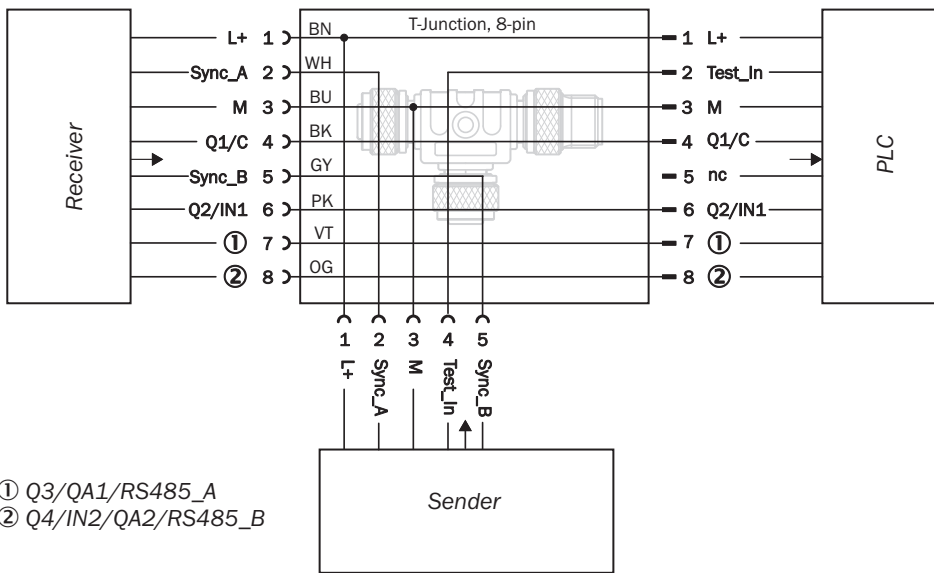 T-Junction, 8-pin
L+ 1 BN 1 L+
Sync_A 2 WH 2 Test_In
M 3 BU 3 M
Q1/C 4 BK 4 Q1/C
Sync_B 5 GY 5 nc
Q2/IN1 6 PK 6 Q2/IN1
① 7 VT 7 ①
② 8 OG 8 ②
Receiver
PLC
1 2 3 4 5
L+ Sync_A M Test_In Sync_B
Sender
① Q3/QA1/RS485_A
② Q4/IN2/QA2/RS485_B